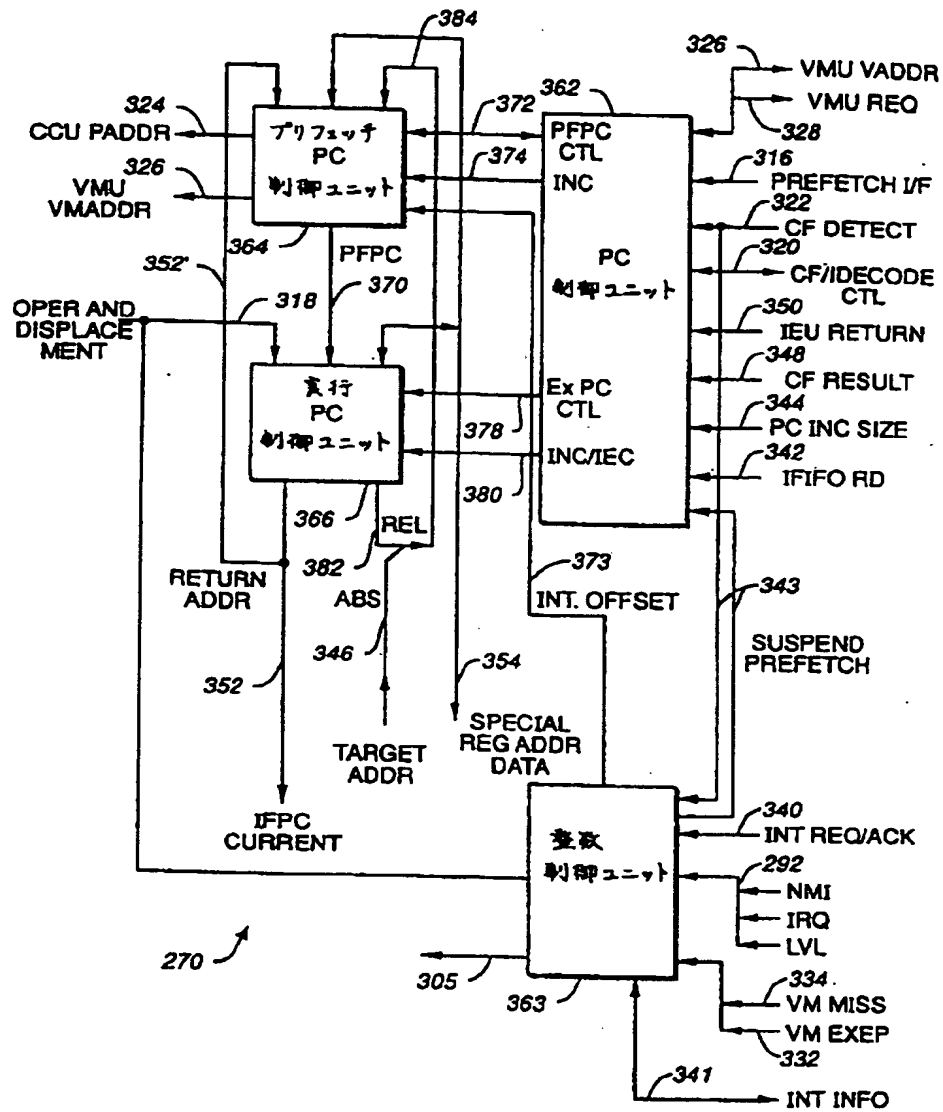 384
326
VMU VADDR
362
324
CCU PADDR
プリフェッチ
PC
制御ユニット
372
PFPC
CTL
VMU REQ
328
326
374
INC
316
PREFETCH I/F
VMU
VMADDR
322
CF DETECT
364
PFPC
352'
PC
制御ユニット
320
CF/IDECODE
CTL
370
318
OPER AND
DISPLACE
MENT
350
IEU RETURN
実行
PC
制御ユニット
348
CF RESULT
Ex PC
CTL
344
PC INC SIZE
378
INC/IEC
342
IFIFO RD
380
366
REL
382
373
RETURN
ADDR
ABS
INT. OFFSET
343
346
SUSPEND
PREFETCH
352
354
SPECIAL
REG ADDR
DATA
TARGET
ADDR
IFPC
CURRENT
340
INT REQ/ACK
整数
制御ユニット
292
NMI
IRQ
LVL
270
305
334
VM MISS
363
VM EXEP
332
341
INT INFO